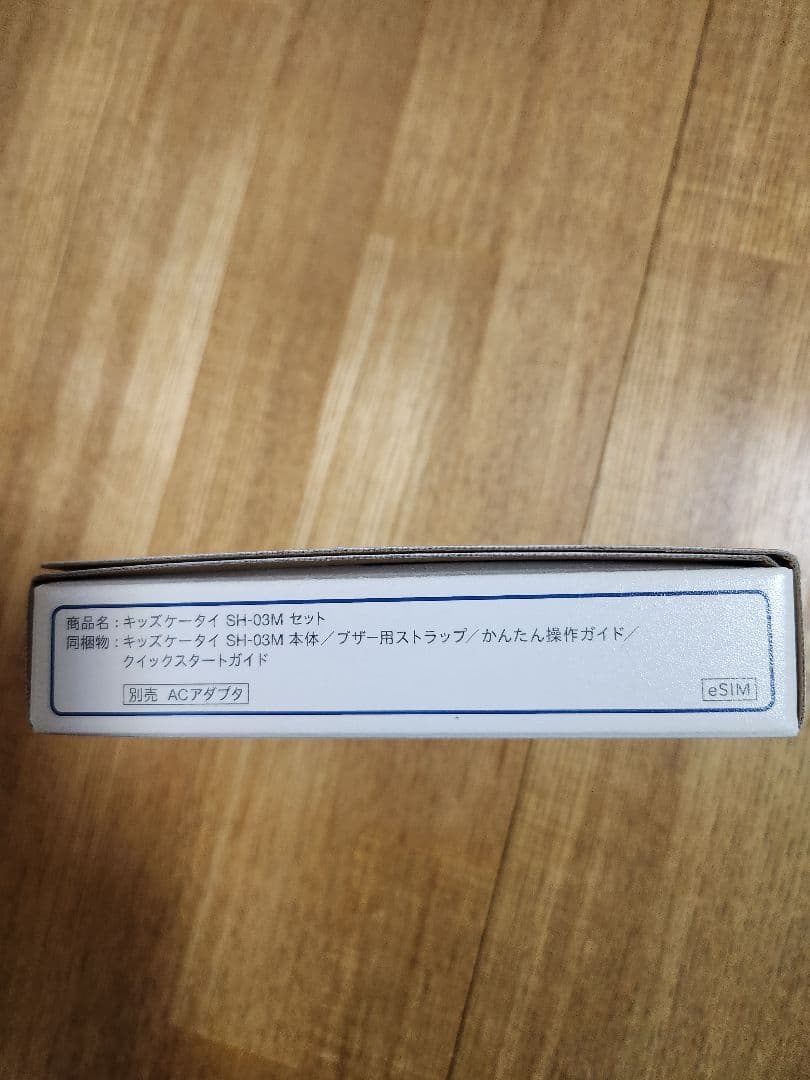 商品名：キッズケータイ SH-03M セット
同梱物：キッズケータイ SH-03M 本体／ブザー用ストラップ／かんたん操作ガイド／
クイックスタートガイド
別売 ACアダプタ
eSIM